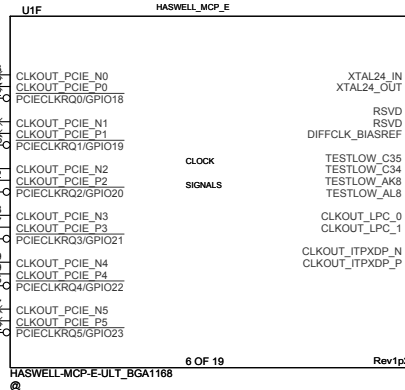 U1F
HASWELL_MCP_E
CLKOUT_PCIE_N0
CLKOUT_PCIE_P0
PCIECLKRQ0/GPIO18
CLKOUT_PCIE_N1
CLKOUT_PCIE_P1
PCIECLKRQ1/GPIO19
CLKOUT_PCIE_N2
CLKOUT_PCIE_P2
PCIECLKRQ2/GPIO20
CLKOUT_PCIE_N3
CLKOUT_PCIE_P3
PCIECLKRQ3/GPIO21
CLKOUT_PCIE_N4
CLKOUT_PCIE_P4
PCIECLKRQ4/GPIO22
CLKOUT_PCIE_N5
CLKOUT_PCIE_P5
PCIECLKRQ5/GPIO23
CLOCK
SIGNALS
XTAL24_IN
XTAL24_OUT
RSVD
RSVD
DIFFCLK_BIASREF
TESTLOW_C35
TESTLOW_C34
TESTLOW_AK8
TESTLOW_AL8
CLKOUT_LPC_0
CLKOUT_LPC_1
CLKOUT_ITPXDP_N
CLKOUT_ITPXDP_P
6 OF 19
HASWELL-MCP-E-ULT_BGA1168
@